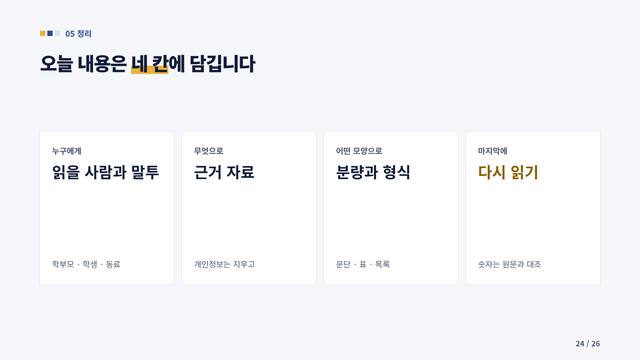 05 정리
오늘 내용은 네 칸에 담깁니다
누구에게
읽을 사람과 말투
학부모 · 학생 · 동료
무엇으로
근거 자료
개인정보는 지우고
어떤 모양으로
분량과 형식
문단 · 표 · 목록
마지막에
다시 읽기
숫자는 원문과 대조
24 / 26